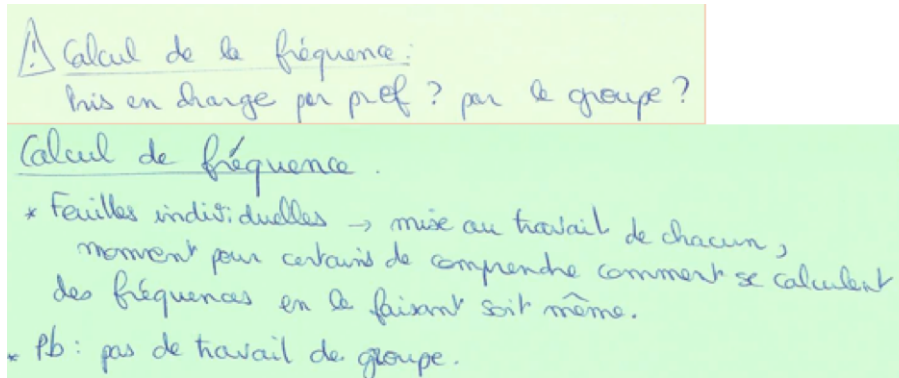 ⚠ Calcul de la fréquence :
Pris en charge par prof ? par le groupe ?
Calcul de fréquence.
* Feuilles individuelles → mise au travail de chacun,
moment pour certains de comprendre comment se calculent
des fréquences en le faisant soit même.
* Pb : pas de travail de groupe.